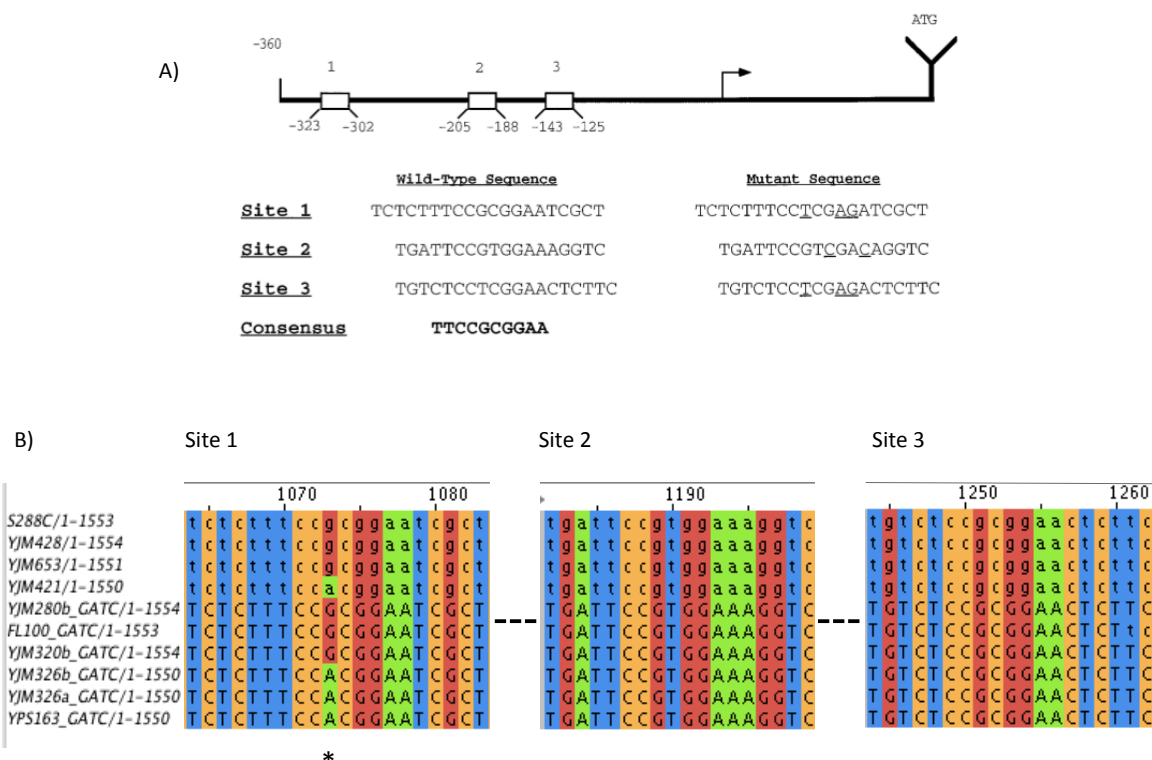 ATG
-360
A)
1 2 3
-323 -302 -205 -188 -143 -125
Wild-Type Sequence Mutant Sequence
Site 1 TCTCTTTCCGCGGAATCGCT TCTCTTTCCTCGAGATCGCT
Site 2 TGATTCCGTGGAAAGGTC TGATTCCGTCGACAGGTC
Site 3 TGTCTCCTCGGAACTCTTC TGTCTCCTCGAGACTCTTC
Consensus TTCCGCGGAA
B) Site 1 Site 2 Site 3
1070 1080 1190 1250 1260
S288C/1-1553 tctctttccgcggaatcgct tgattccgtggaaaggtc tgtctccgcggaactcttc
YJM428/1-1554 tctctttccgcggaatcgct tgattccgtggaaaggtc tgtctccgcggaactcttc
YJM653/1-1551 tctctttccgcggaatcgct tgattccgtggaaaggtc tgtctccgcggaactcttc
YJM421/1-1550 tctctttccacggaatcgct tgattccgtggaaaggtc tgtctccgcggaactcttc
YJM280b_GATC/1-1554 TCTCTTTCCGCGGAATCGCT TGATTCCGTGGAAAGGTC TGTCTCCGCGGAACTCTTC
FL100_GATC/1-1553 TCTCTTTCCGCGGAATCGCT TGATTCCGTGGAAAGGTC TGTCTCCGCGGAACTCTtc
YJM320b_GATC/1-1554 TCTCTTTCCGCGGAATCGCT TGATTCCGTGGAAAGGTC TGTCTCCGCGGAACTCTTC
YJM326b_GATC/1-1550 TCTCTTTCCACGGAATCGCT TGATTCCGTGGAAAGGTC TGTCTCCGCGGAACTCTTC
YJM326a_GATC/1-1550 TCTCTTTCCACGGAATCGCT TGATTCCGTGGAAAGGTC TGTCTCCGCGGAACTCTTC
YPS163_GATC/1-1550 TCTCTTTCCACGGAATCGCT TGATTCCGTGGAAAGGTC TGTCTCCGCGGAACTCTTC
*